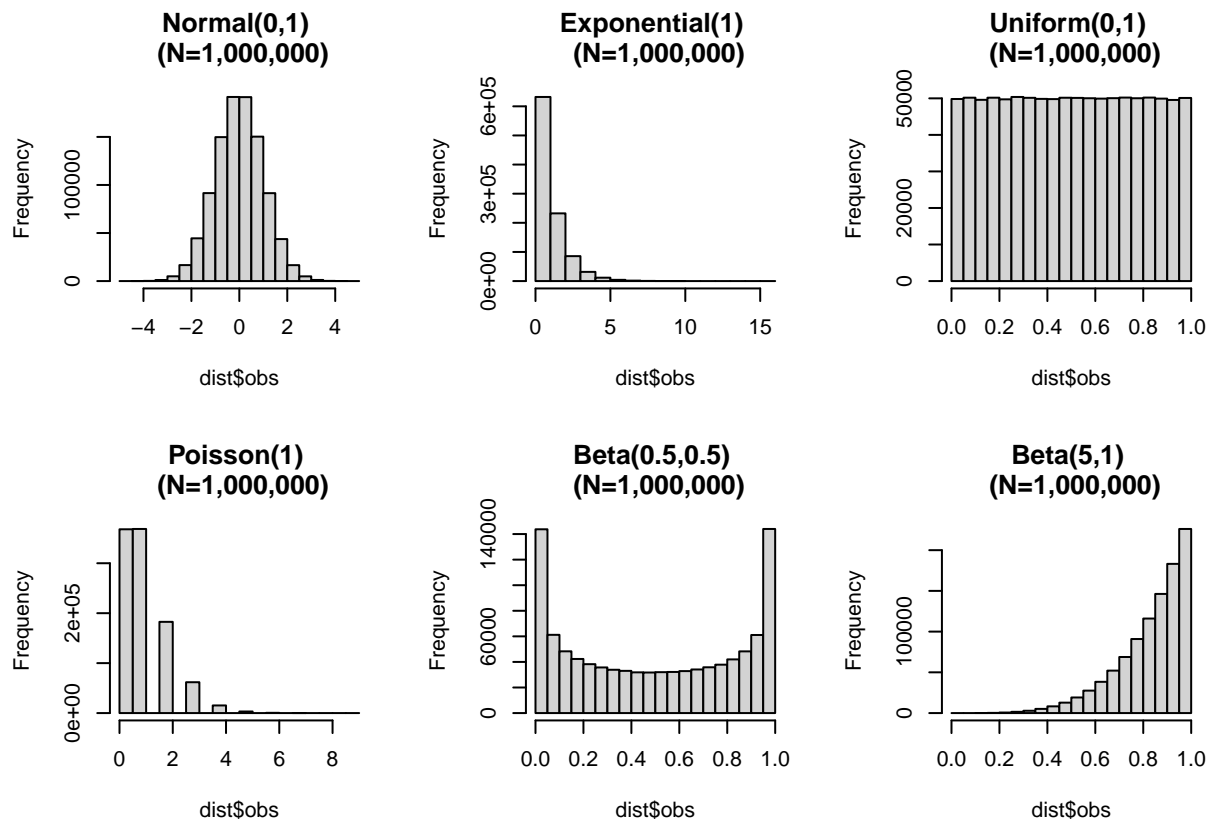 Normal(0,1)
(N=1,000,000)
Frequency
0
100000
−4
−2
0
2
4
dist$obs
Exponential(1)
(N=1,000,000)
Frequency
0e+00
3e+05
6e+05
0
5
10
15
dist$obs
Uniform(0,1)
(N=1,000,000)
Frequency
0
20000
50000
0.0
0.2
0.4
0.6
0.8
1.0
dist$obs
Poisson(1)
(N=1,000,000)
Frequency
0e+00
2e+05
0
2
4
6
8
dist$obs
Beta(0.5,0.5)
(N=1,000,000)
Frequency
0
60000
140000
0.0
0.2
0.4
0.6
0.8
1.0
dist$obs
Beta(5,1)
(N=1,000,000)
Frequency
0
100000
0.0
0.2
0.4
0.6
0.8
1.0
dist$obs